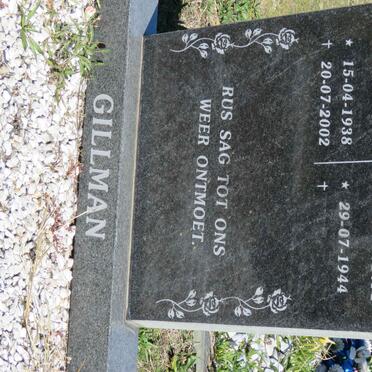 * 15-04-1938
† 20-07-2002
* 29-07-1944
†
RUS SAG TOT ONS
WEER ONTMOET.
GILLMAN